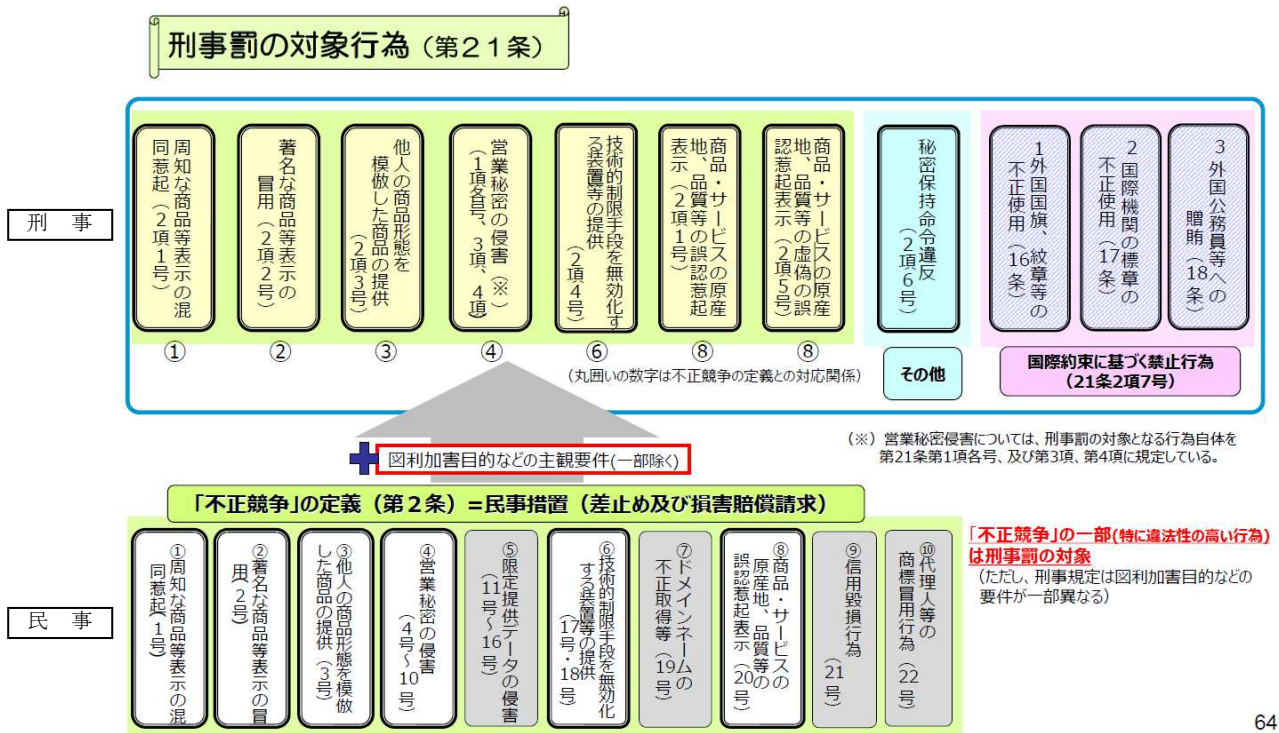 刑事罰の対象行為（第２１条）
刑　事
周知な商品等表示の混
同惹起（２項１号）
著名な商品等表示の
冒用（２項２号）
他人の商品形態を
模倣した商品の提供
（２項３号）
営業秘密の侵害（※）
（１項各号、３項、４項）
技術的制限手段を無効化す
る装置等の提供
（２項４号）
商品・サービスの原産
地、品質等の誤認惹起
表示（２項１号）
商品・サービスの原産
地、品質等の虚偽の誤
認惹起表示（２項５号）
秘密保持命令違反
（２項６号）
１外国国旗、紋章等の
不正使用（16条）
２国際機関の標章の
不正使用（17条）
３外国公務員等への
贈賄（18条）
①
②
③
④
⑥
⑧
⑧
（丸囲いの数字は不正競争の定義との対応関係）
その他
国際約束に基づく禁止行為
（21条２項７号）
図利加害目的などの主観要件(一部除く)
（※）営業秘密侵害については、刑事罰の対象となる行為自体を
第21条第１項各号、及び第３項、第４項に規定している。
「不正競争」の定義（第２条）＝民事措置（差止め及び損害賠償請求）
民　事
①周知な商品等表示の混
同惹起（１号）
②著名な商品等表示の冒
用（２号）
③他人の商品形態を模倣
した商品の提供（３号）
④営業秘密の侵害
（４号～10号）
⑤限定提供データの侵害
（11号～16号）
⑥技術的制限手段を無効化
する装置等の提供
（17号・18号）
⑦ドメインネームの
不正取得等（19号）
⑧商品・サービスの
原産地、品質等の
誤認惹起表示（20号）
⑨信用毀損行為
（21号）
⑩代理人等の
商標冒用行為（22号）
「不正競争」の一部(特に違法性の高い行為)
は刑事罰の対象
（ただし、刑事規定は図利加害目的などの
要件が一部異なる）
64